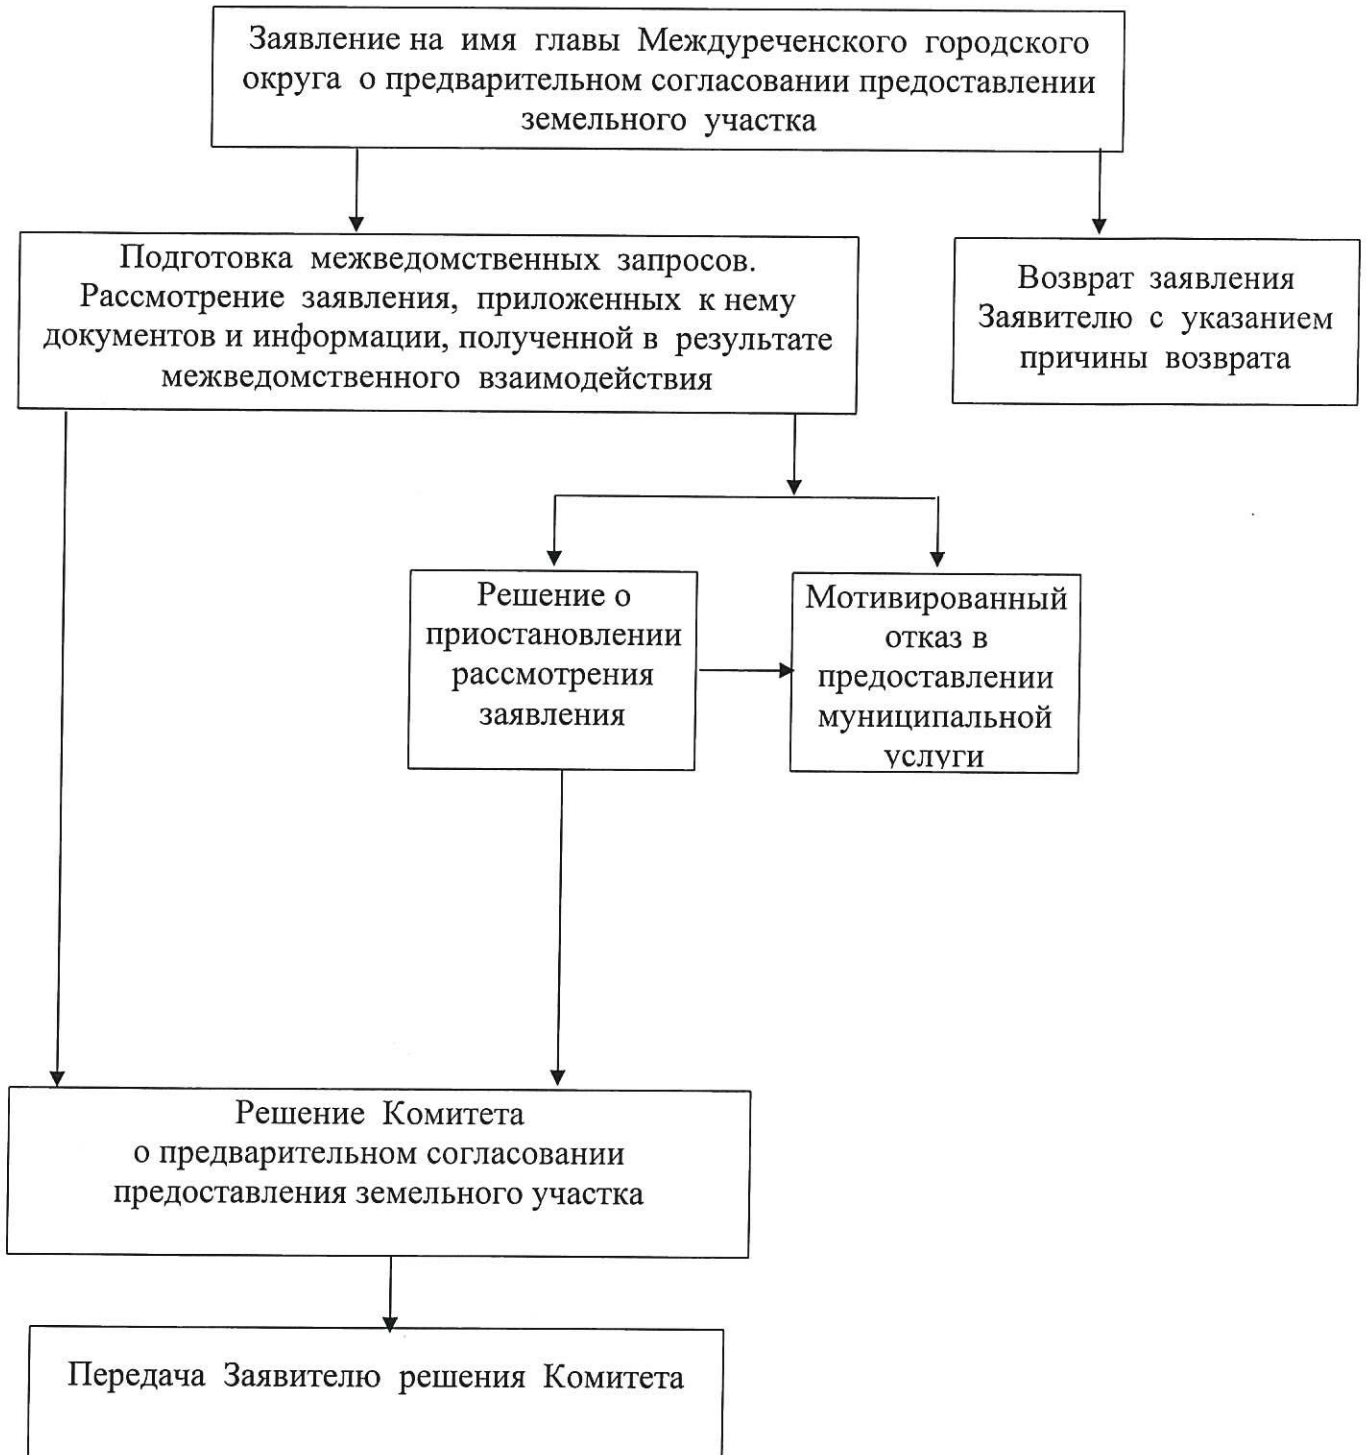 Заявление на имя главы Междуреченского городского
округа о предварительном согласовании предоставлении
земельного участка
Подготовка межведомственных запросов.
Рассмотрение заявления, приложенных к нему
документов и информации, полученной в результате
межведомственного взаимодействия
Возврат заявления
Заявителю с указанием
причины возврата
Решение о
приостановлении
рассмотрения
заявления
Мотивированный
отказ в
предоставлении
муниципальной
услуги
Решение Комитета
о предварительном согласовании
предоставления земельного участка
Передача Заявителю решения Комитета